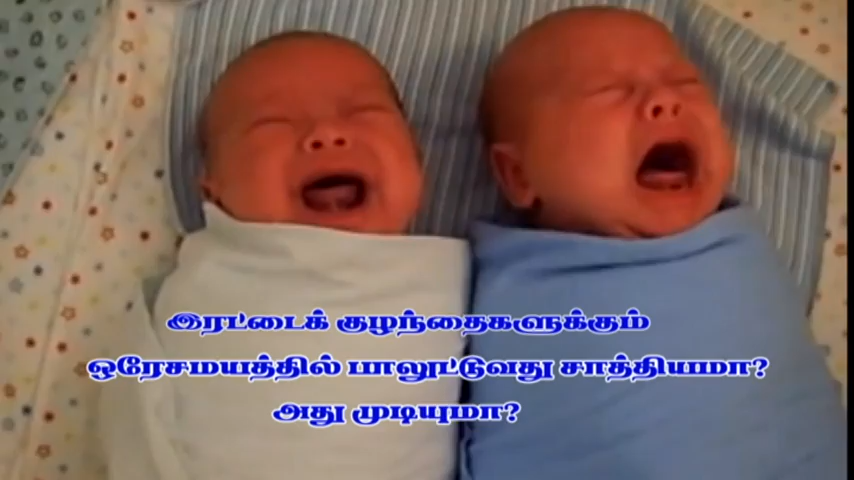 இரட்டைக் குழந்தைகளுக்கும்
ஒரேசமயத்தில் பாலூட்டுவது சாத்தியமா?
அது முடியுமா?